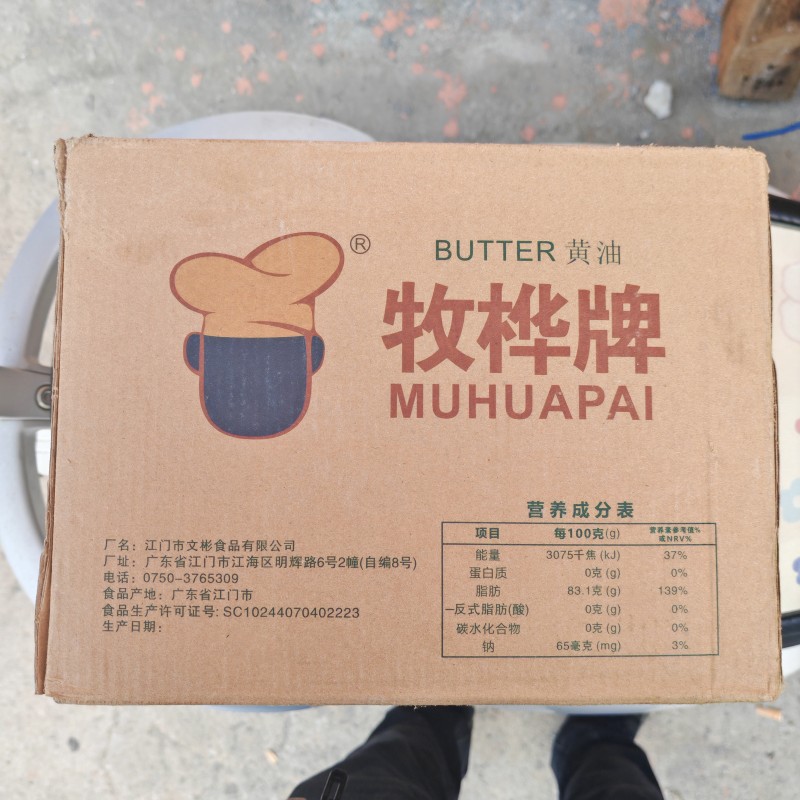 ®
BUTTER 黄油
牧桦牌
MUHUAPAI
厂名：江门市文彬食品有限公司
厂址：广东省江门市江海区明辉路6号2幢(自编8号)
电话：0750-3765309
食品产地：广东省江门市
食品生产许可证号: SC10244070402223
生产日期：
营养成分表
项目 每100克(g) 营养素参考值% 或NRV%
能量 3075千焦 (kJ) 37%
蛋白质 0克 (g) 0%
脂肪 83.1克 (g) 139%
—反式脂肪(酸) 0克 (g) 0%
碳水化合物 0克 (g) 0%
钠 65毫克 (mg) 3%